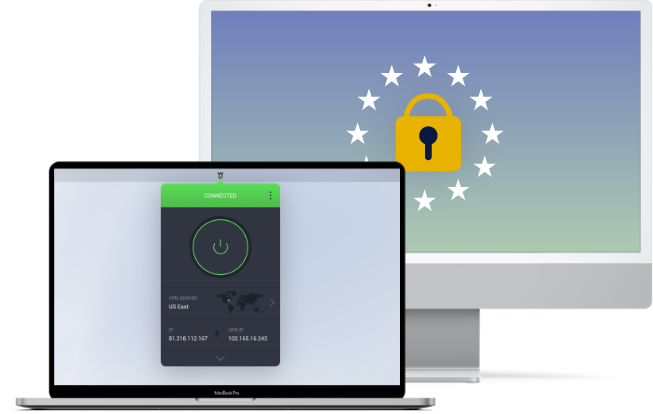 CONNECTED
VPN SERVER
US East
IP
81.218.112.167
VPN IP
102.165.16.243
MacBook Pro